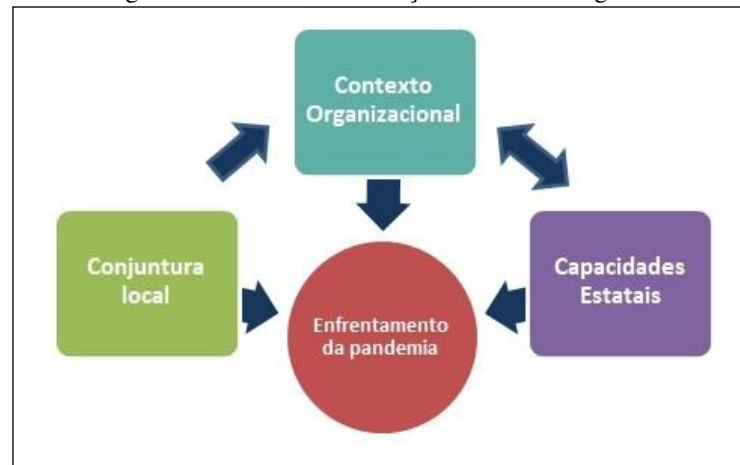 Contexto
Organizacional
Conjuntura
local
Capacidades
Estatais
Enfrentamento
da pandemia